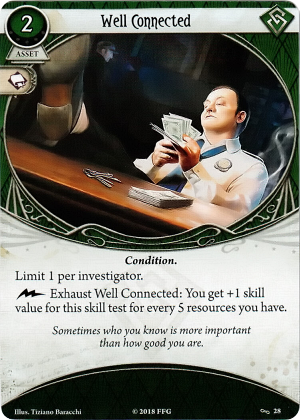 Well Connected
2
ASSET
Condition.
Limit 1 per investigator.
Exhaust Well Connected: You get +1 skill
value for this skill test for every 5 resources you have.
Sometimes who you know is more important
than how good you are.
Illus. Tiziano Baracchi
© 2018 FFG
28